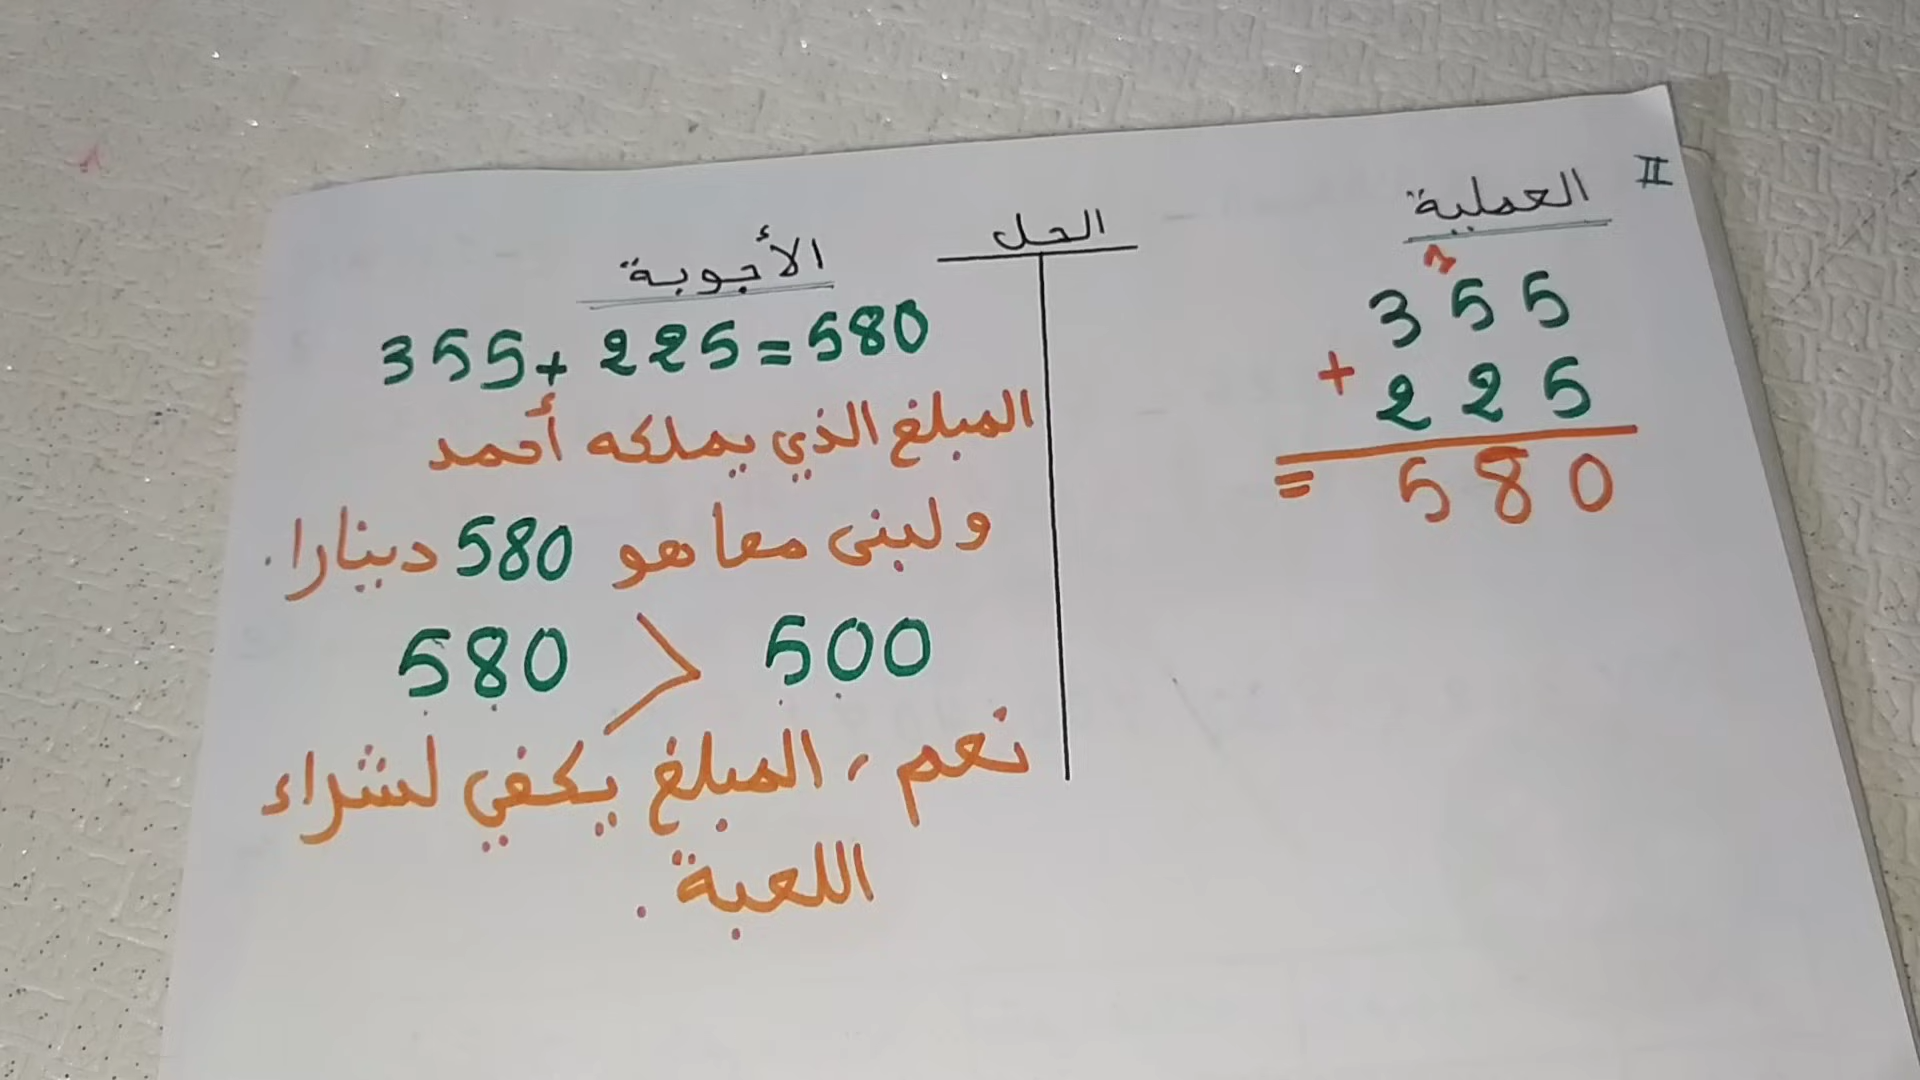 II
الحل
العملية
1
355
+ 225
= 580
الأجوبة
355 + 225 = 580
المبلغ الذي يملكه أحمد
ولبنى معا هو 580 دينارا.
580 > 500
نعم، المبلغ يكفي لشراء
اللعبة.